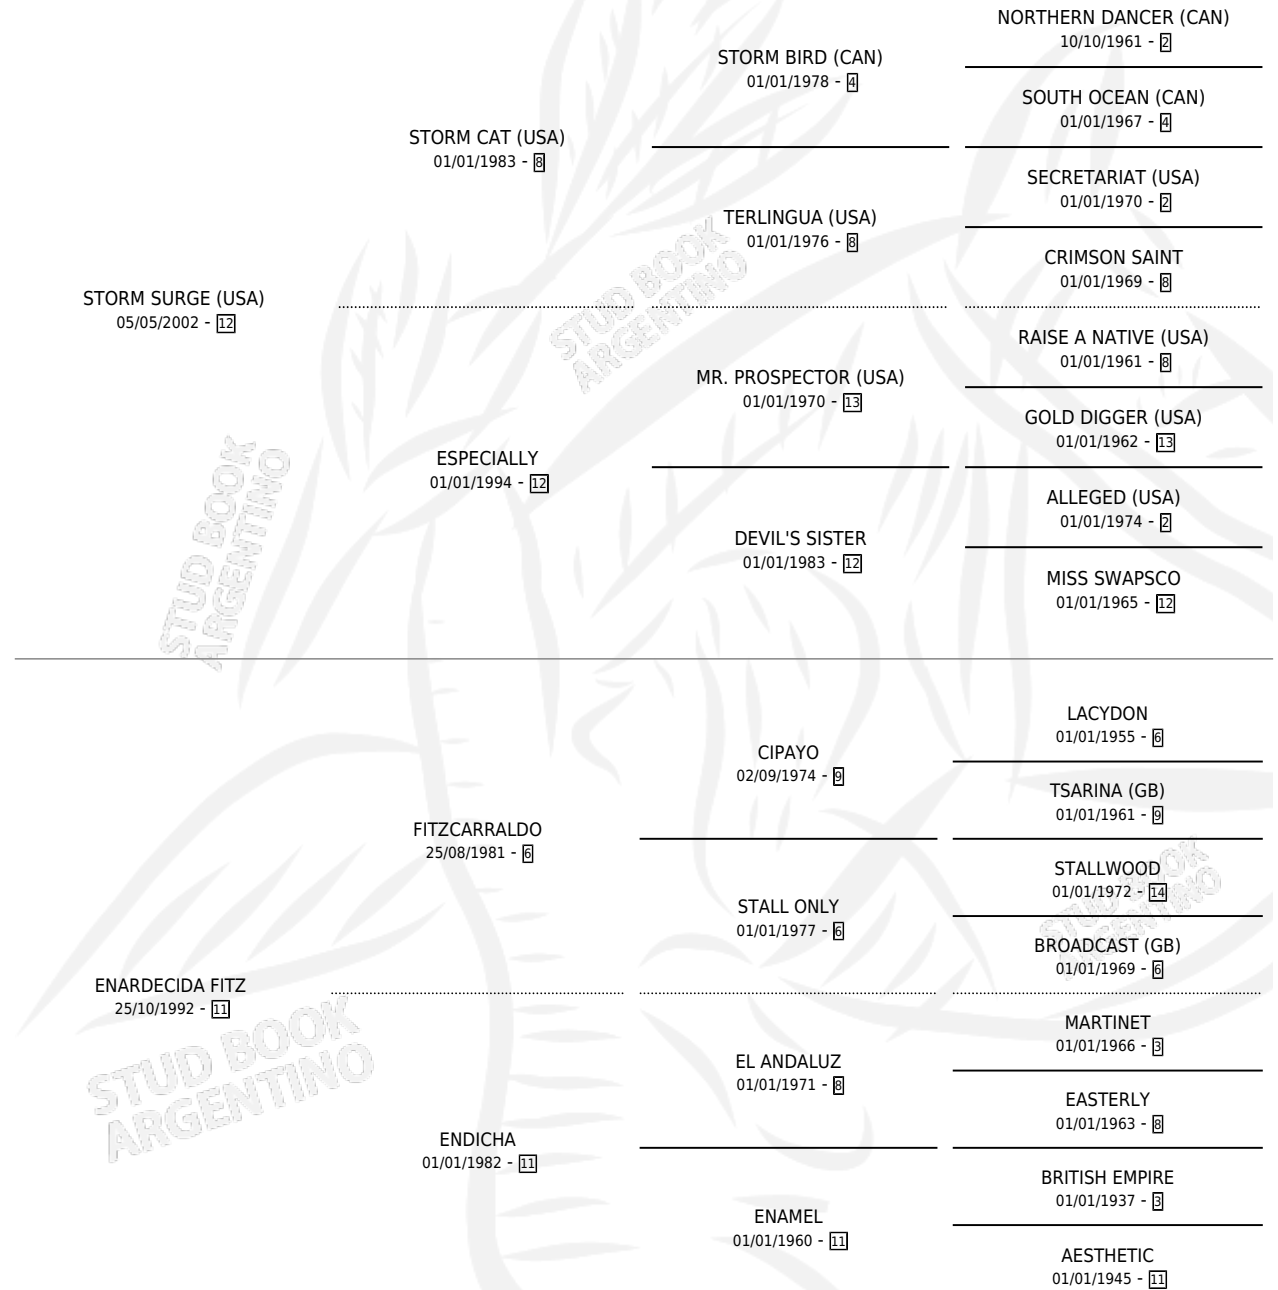 NORTHERN DANCER (CAN)
10/10/1961 - 2
STORM BIRD (CAN)
01/01/1978 - 4
SOUTH OCEAN (CAN)
01/01/1967 - 4
STORM CAT (USA)
01/01/1983 - 8
SECRETARIAT (USA)
01/01/1970 - 2
TERLINGUA (USA)
01/01/1976 - 8
CRIMSON SAINT
01/01/1969 - 8
STORM SURGE (USA)
05/05/2002 - 12
RAISE A NATIVE (USA)
01/01/1961 - 8
MR. PROSPECTOR (USA)
01/01/1970 - 13
GOLD DIGGER (USA)
01/01/1962 - 13
ESPECIALLY
01/01/1994 - 12
ALLEGED (USA)
01/01/1974 - 2
DEVIL'S SISTER
01/01/1983 - 12
MISS SWAPSCO
01/01/1965 - 12
STUD BOOK
ARGENTINO
STUD BOOK
ARGENTINO
LACYDON
01/01/1955 - 6
CIPAYO
02/09/1974 - 9
TSARINA (GB)
01/01/1961 - 9
FITZCARRALDO
25/08/1981 - 6
STALLWOOD
01/01/1972 - 14
STALL ONLY
01/01/1977 - 6
BROADCAST (GB)
01/01/1969 - 6
ENARDECIDA FITZ
25/10/1992 - 11
MARTINET
01/01/1966 - 3
EL ANDALUZ
01/01/1971 - 8
EASTERLY
01/01/1963 - 8
ENDICHA
01/01/1982 - 11
BRITISH EMPIRE
01/01/1937 - 3
ENAMEL
01/01/1960 - 11
AESTHETIC
01/01/1945 - 11
STUD BOOK
ARGENTINO
STUD BOOK
ARGENTINO